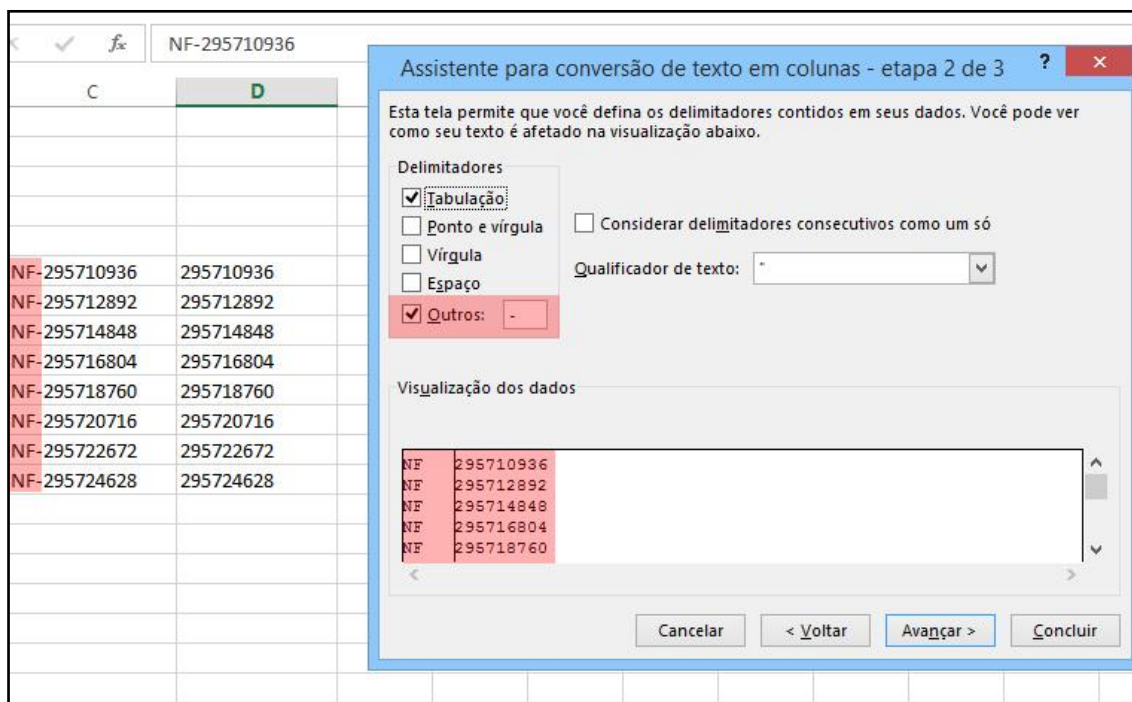 fx NF-295710936
C D
NF-295710936 295710936
NF-295712892 295712892
NF-295714848 295714848
NF-295716804 295716804
NF-295718760 295718760
NF-295720716 295720716
NF-295722672 295722672
NF-295724628 295724628
Assistente para conversão de texto em colunas - etapa 2 de 3 ?
Esta tela permite que você defina os delimitadores contidos em seus dados. Você pode ver
como seu texto é afetado na visualização abaixo.
Delimitadores
Tabulação
Ponto e vírgula
Vírgula
Espaço
Outros: -
Considerar delimitadores consecutivos como um só
Qualificador de texto: "
Visualização dos dados
NF 295710936
NF 295712892
NF 295714848
NF 295716804
NF 295718760
Cancelar < Voltar Avançar > Concluir